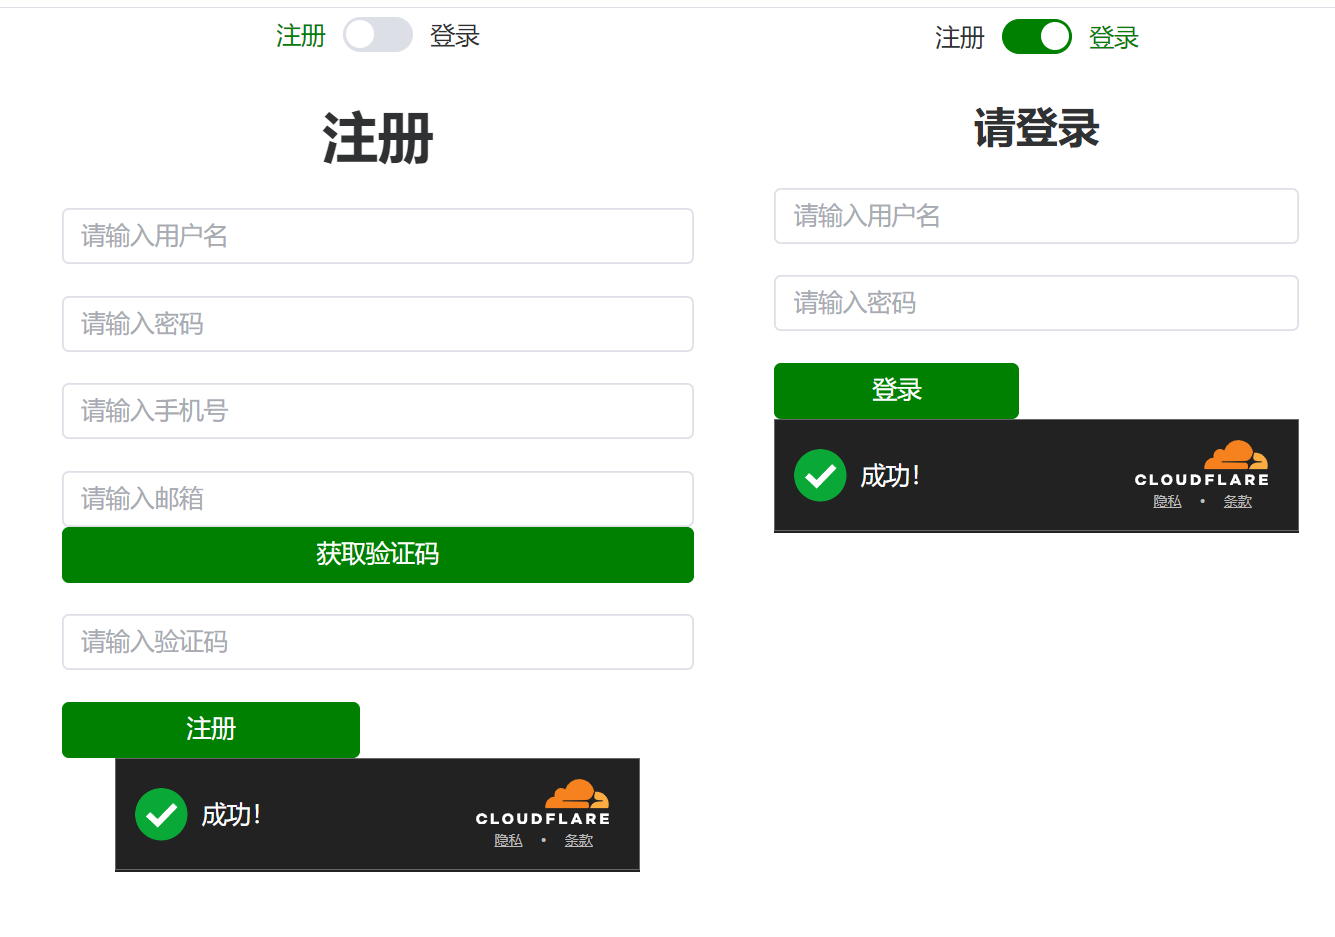 注册 登录
注册
请输入用户名
请输入密码
请输入手机号
请输入邮箱
获取验证码
请输入验证码
注册
成功!
CLOUDFLARE
隐私 • 条款
注册 登录
请登录
请输入用户名
请输入密码
登录
成功!
CLOUDFLARE
隐私 • 条款